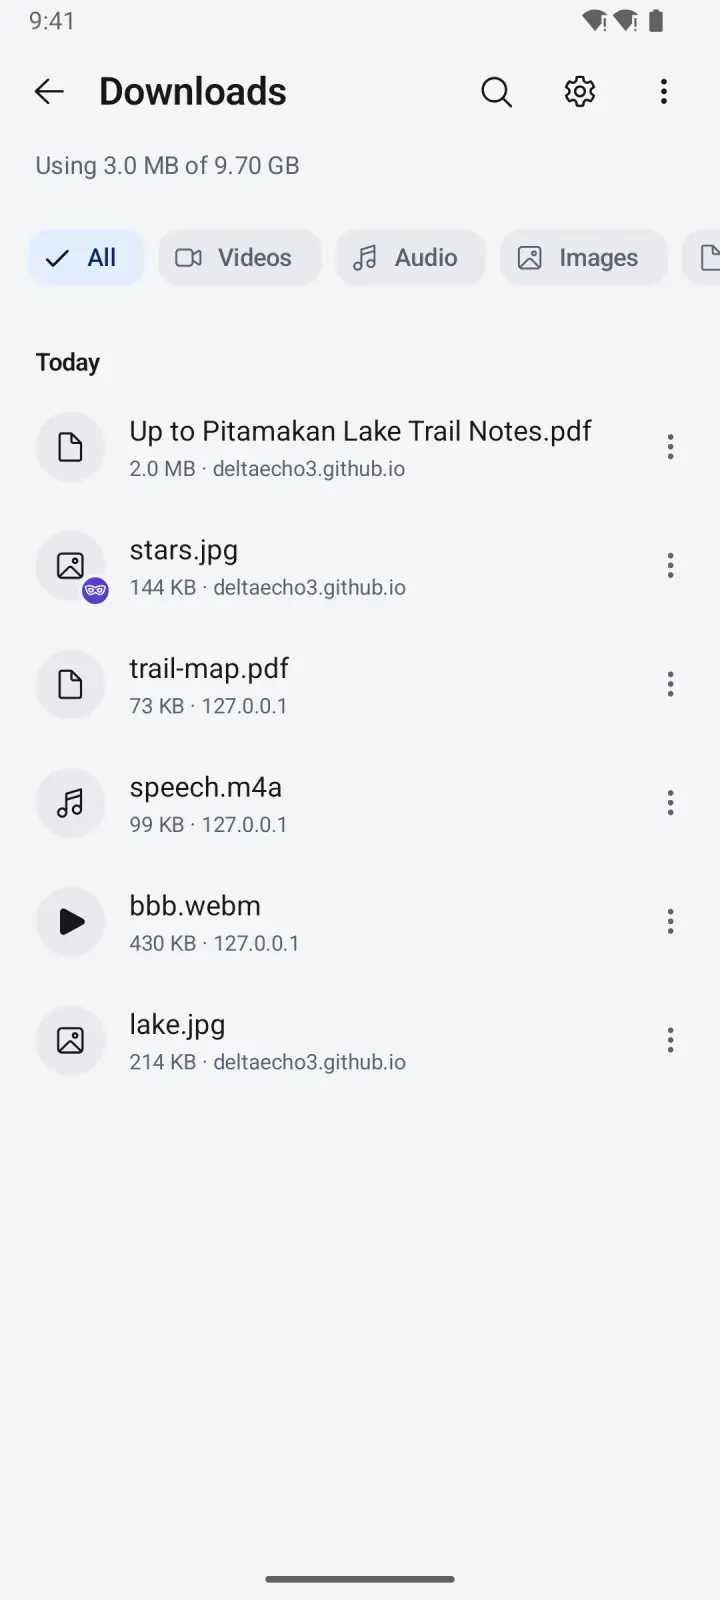 9:41
Downloads
Using 3.0 MB of 9.70 GB
All
Videos
Audio
Images
Today
Up to Pitamakan Lake Trail Notes.pdf
2.0 MB · deltaecho3.github.io
stars.jpg
144 KB · deltaecho3.github.io
trail-map.pdf
73 KB · 127.0.0.1
speech.m4a
99 KB · 127.0.0.1
bbb.webm
430 KB · 127.0.0.1
lake.jpg
214 KB · deltaecho3.github.io